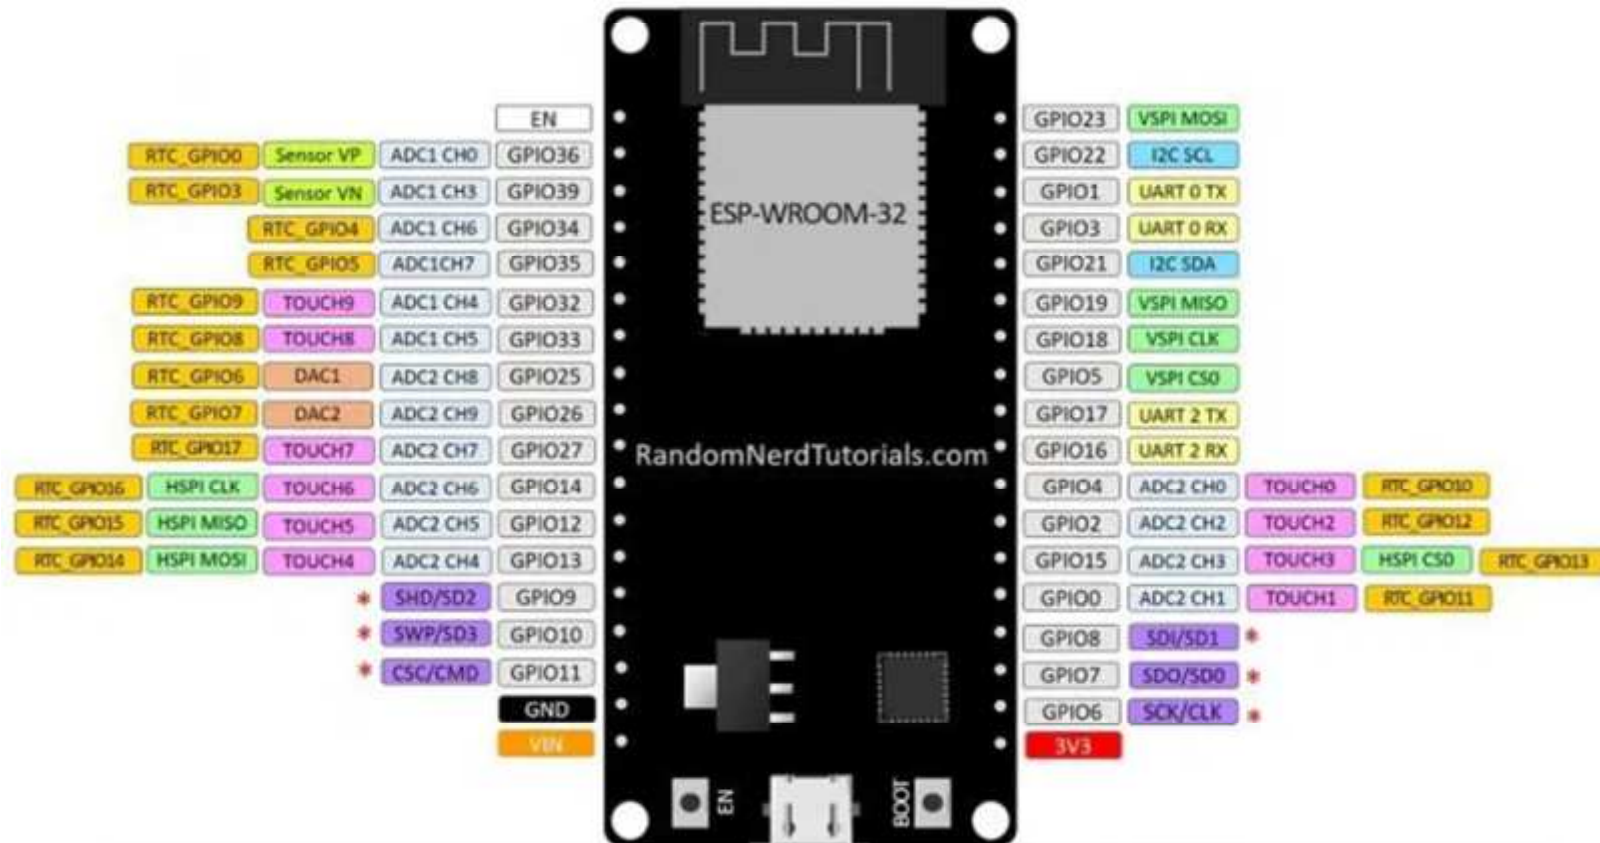 EN
RTC_GPIO0 Sensor VP ADC1 CH0 GPIO36
RTC_GPIO3 Sensor VN ADC1 CH3 GPIO39
RTC_GPIO4 ADC1 CH6 GPIO34
RTC_GPIO5 ADC1CH7 GPIO35
RTC_GPIO9 TOUCH9 ADC1 CH4 GPIO32
RTC_GPIO8 TOUCH8 ADC1 CH5 GPIO33
RTC_GPIO6 DAC1 ADC2 CH8 GPIO25
RTC_GPIO7 DAC2 ADC2 CH9 GPIO26
RTC_GPIO17 TOUCH7 ADC2 CH7 GPIO27
RTC_GPIO16 HSPI CLK TOUCH6 ADC2 CH6 GPIO14
RTC_GPIO15 HSPI MISO TOUCH5 ADC2 CH5 GPIO12
RTC_GPIO14 HSPI MOSI TOUCH4 ADC2 CH4 GPIO13
* SHD/SD2 GPIO9
* SWP/SD3 GPIO10
* CSC/CMD GPIO11
GND
VIN
ESP-WROOM-32
RandomNerdTutorials.com
EN
BOOT
GPIO23 VSPI MOSI
GPIO22 I2C SCL
GPIO1 UART 0 TX
GPIO3 UART 0 RX
GPIO21 I2C SDA
GPIO19 VSPI MISO
GPIO18 VSPI CLK
GPIO5 VSPI CS0
GPIO17 UART 2 TX
GPIO16 UART 2 RX
GPIO4 ADC2 CH0 TOUCH0 RTC_GPIO10
GPIO2 ADC2 CH2 TOUCH2 RTC_GPIO12
GPIO15 ADC2 CH3 TOUCH3 HSPI CS0 RTC_GPIO13
GPIO0 ADC2 CH1 TOUCH1 RTC_GPIO11
GPIO8 SDI/SD1 *
GPIO7 SDO/SD0 *
GPIO6 SCK/CLK *
3V3